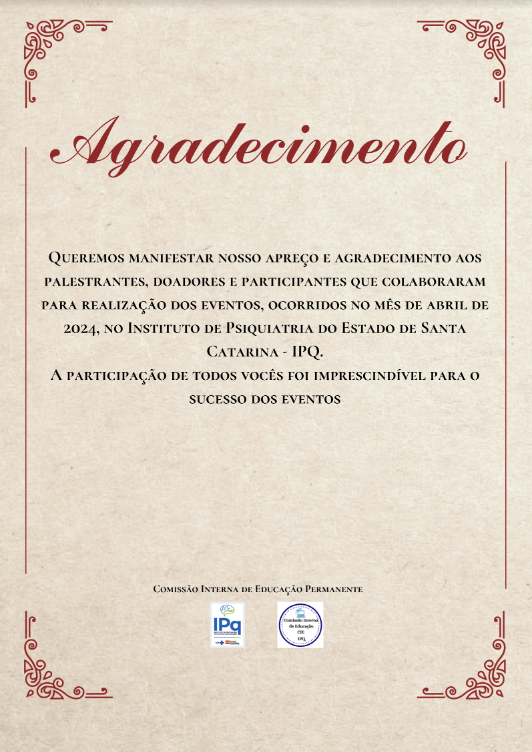 Agradecimento
Queremos manifestar nosso apreço e agradecimento aos
palestrantes, doadores e participantes que colaboraram
para realização dos eventos, ocorridos no mês de abril de
2024, no Instituto de Psiquiatria do Estado de Santa
Catarina - IPQ.
A participação de todos vocês foi imprescindível para o
sucesso dos eventos
Comissão Interna de Educação Permanente
IPq
Comissão Interna
de Educação
CIE
IPQ